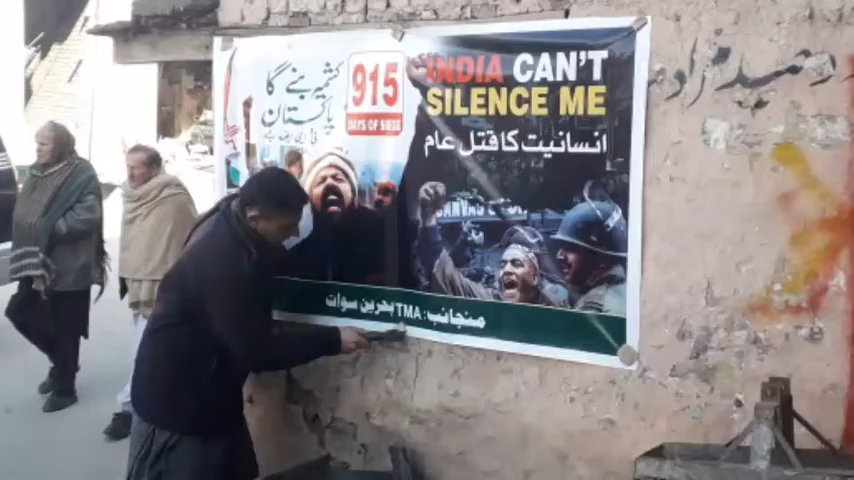 کشمیر بنے گا
پاکستان
915
DAYS OF SIEGE
INDIA CAN'T
SILENCE ME
انسانیت کا قتل عام
منجانب: TMA بحرین سوات